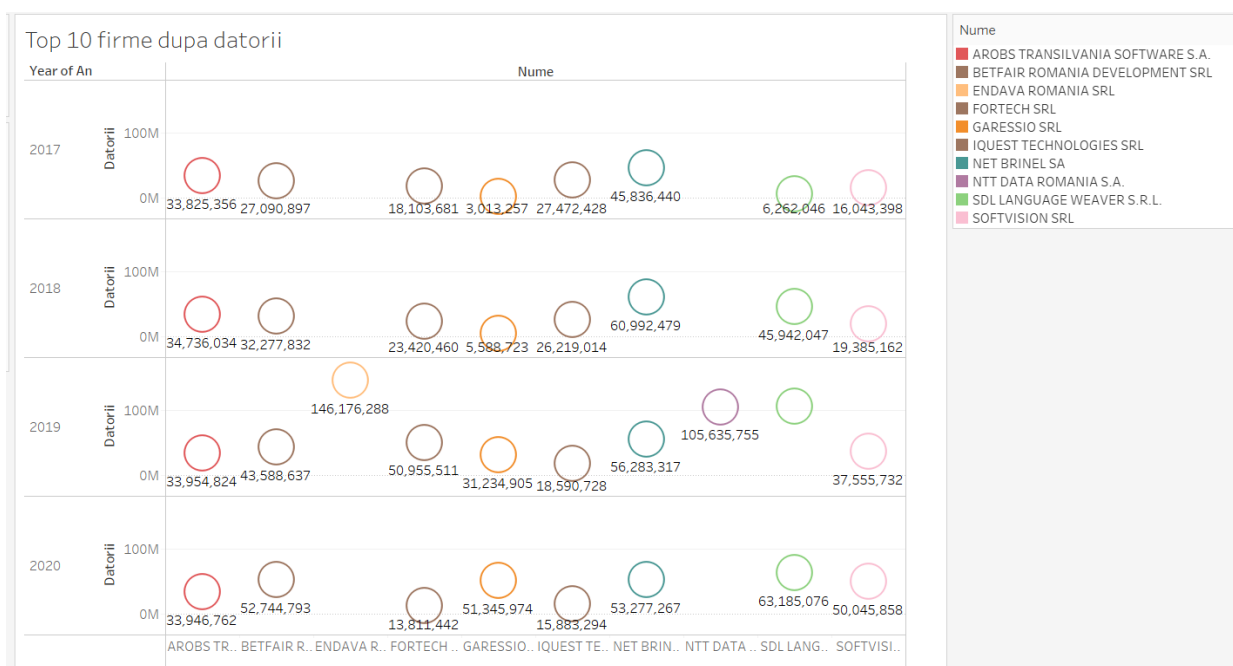 Top 10 firme dupa datorii
Year of An
Nume
2017
Datorii
100M
0M
33,825,356 27,090,897 18,103,681 3,013,257 27,472,428 45,836,440 6,262,046 16,043,398
2018
Datorii
100M
0M
34,736,034 32,277,832 23,420,460 5,588,723 26,219,014 60,992,479 45,942,047 19,385,162
2019
Datorii
100M
0M
33,954,824 43,588,637 146,176,288 50,955,511 31,234,905 18,590,728 56,283,317 105,635,755 37,555,732
2020
Datorii
100M
0M
33,946,762 52,744,793 13,811,442 51,345,974 15,883,294 53,277,267 63,185,076 50,045,858
AROBS TR.. BETFAIR R.. ENDAVA R.. FORTECH .. GARESSIO.. IQUEST TE.. NET BRIN.. NTT DATA .. SDL LANG.. SOFTVISI..
Nume
AROBS TRANSILVANIA SOFTWARE S.A.
BETFAIR ROMANIA DEVELOPMENT SRL
ENDAVA ROMANIA SRL
FORTECH SRL
GARESSIO SRL
IQUEST TECHNOLOGIES SRL
NET BRINEL SA
NTT DATA ROMANIA S.A.
SDL LANGUAGE WEAVER S.R.L.
SOFTVISION SRL